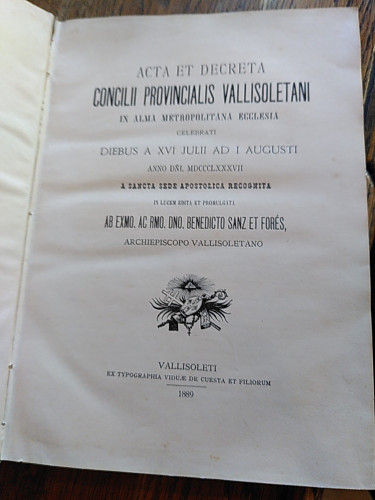 ACTA ET DECRETA
CONCILII PROVINCIALIS VALLISOLETANI
IN ALMA METROPOLITANA ECCLESIA
CELEBRATI
DIEBUS A XVI JULII AD I AUGUSTI
ANNO DÑI. MDCCCLXXXVII
A SANCTA SEDE APOSTOLICA RECOGNITA
IN LUCEM EDITA ET PROMULGATA
AB EXMO. AC RMO. DNO. BENEDICTO SANZ ET FORÉS,
ARCHIEPISCOPO VALLISOLETANO
VALLISOLETI
EX TYPOGRAPHIA VIDUÆ DE CUESTA ET FILIORUM
1889